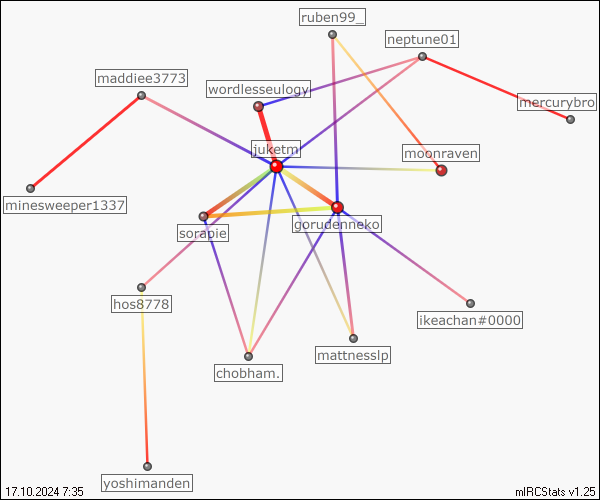 ruben99_
neptune01
maddiee3773
wordlesseulogy
mercurybro
juketm
moonraven
minesweeper1337
sorapie
gorudenneko
hos8778
ikeachan#0000
mattnesslp
chobham.
yoshimanden
17.10.2024 7:35
mIRCStats v1.25